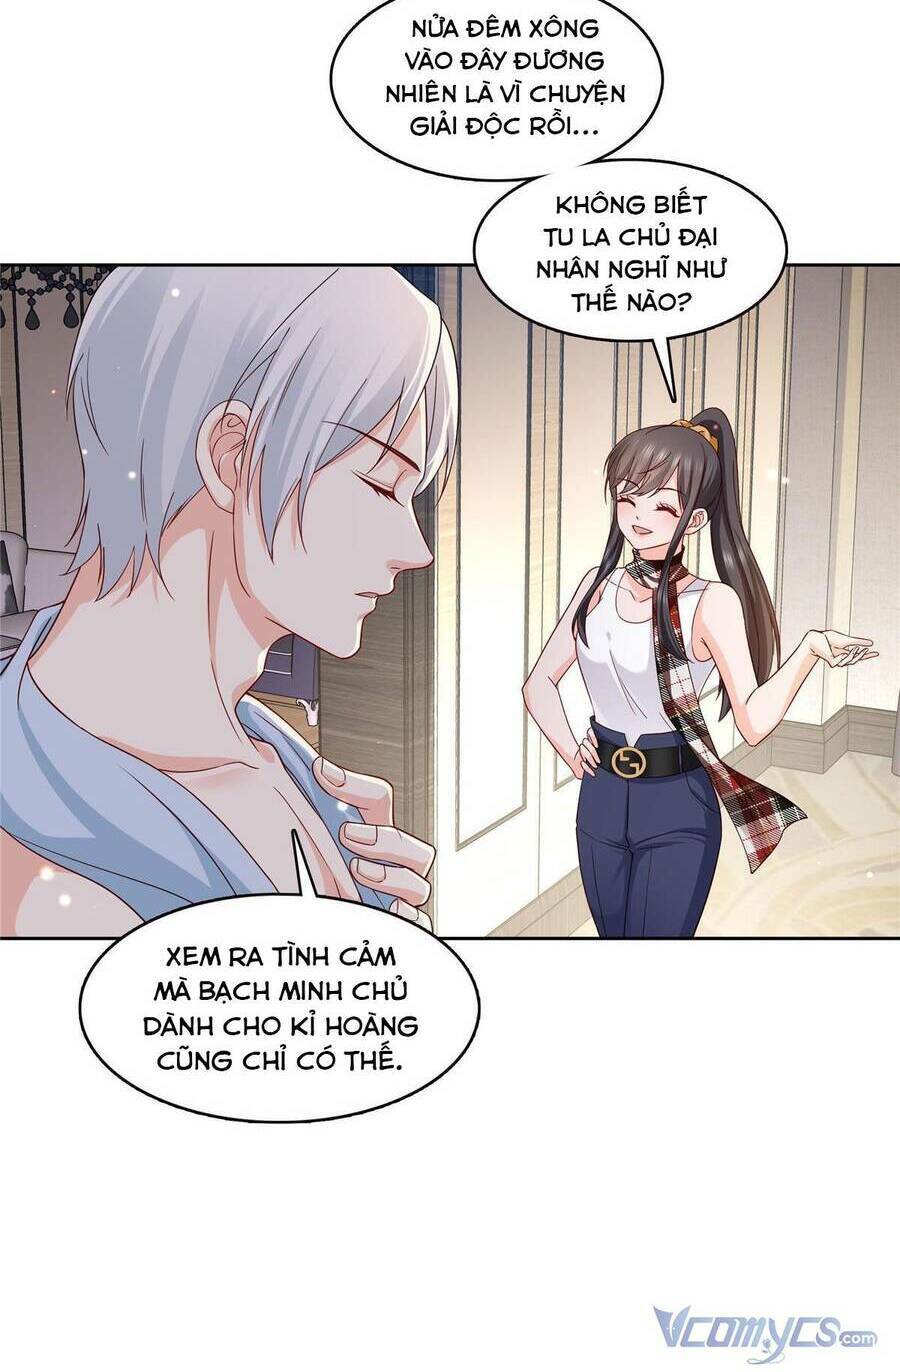 NỬA ĐÊM XÔNG
VÀO ĐÂY ĐƯƠNG
NHIÊN LÀ VÌ CHUYỆN
GIẢI ĐỘC RỒI...
KHÔNG BIẾT
TU LA CHỦ ĐẠI
NHÂN NGHĨ NHƯ
THẾ NÀO?
XEM RA TÌNH CẢM
MÀ BẠCH MINH CHỦ
DÀNH CHO KỈ HOÀNG
CŨNG CHỈ CÓ THẾ.
VCOMYCS.com